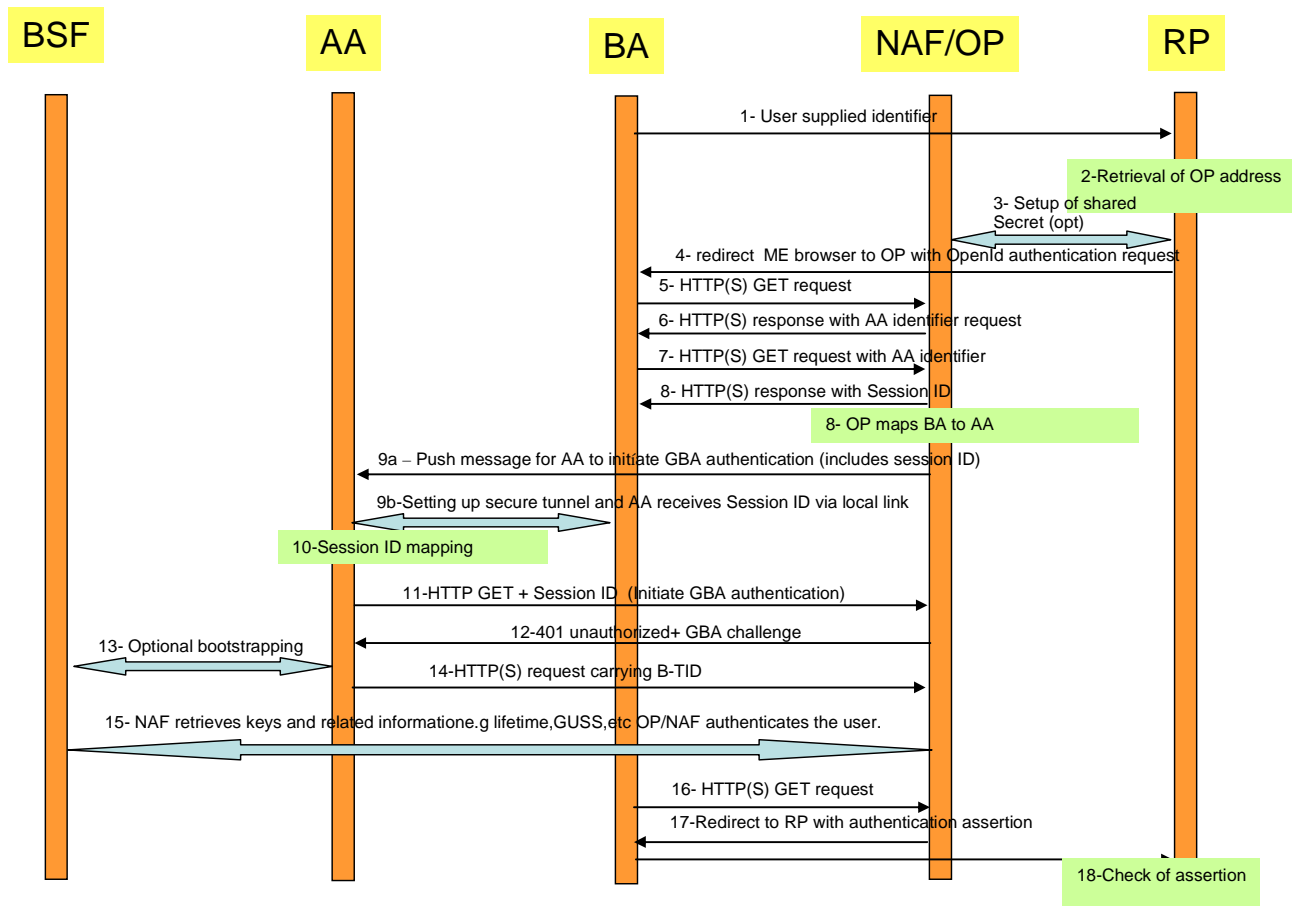 BSF
AA
BA
NAF/OP
RP
1- User supplied identifier
2-Retrieval of OP address
3- Setup of shared
Secret (opt)
4- redirect ME browser to OP with OpenId authentication request
5- HTTP(S) GET request
6- HTTP(S) response with AA identifier request
7- HTTP(S) GET request with AA identifier
8- HTTP(S) response with Session ID
8- OP maps BA to AA
9a – Push message for AA to initiate GBA authentication (includes session ID)
9b-Setting up secure tunnel and AA receives Session ID via local link
10-Session ID mapping
11-HTTP GET + Session ID (Initiate GBA authentication)
12-401 unauthorized+ GBA challenge
13- Optional bootstrapping
14-HTTP(S) request carrying B-TID
15- NAF retrieves keys and related informatione.g lifetime,GUSS,etc OP/NAF authenticates the user.
16- HTTP(S) GET request
17-Redirect to RP with authentication assertion
18-Check of assertion